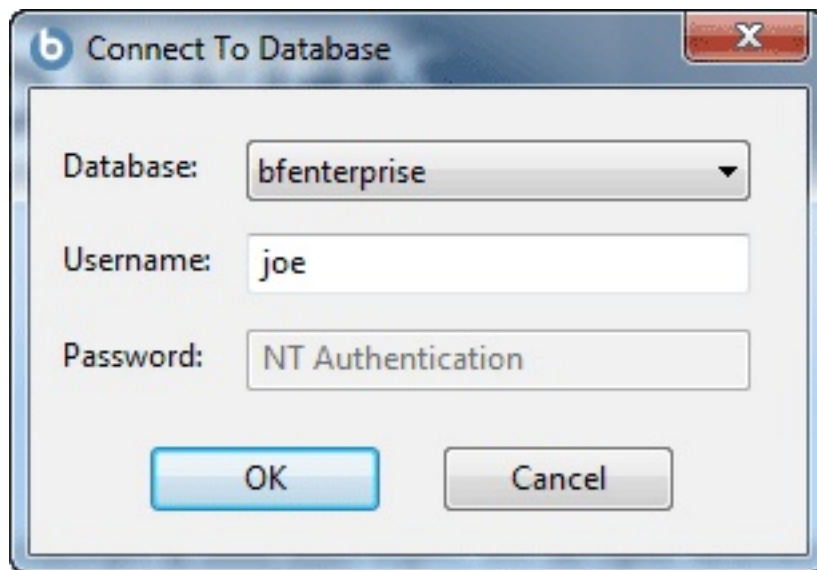 Connect To Database
Database: bfenterprise
Username: joe
Password: NT Authentication
OK Cancel